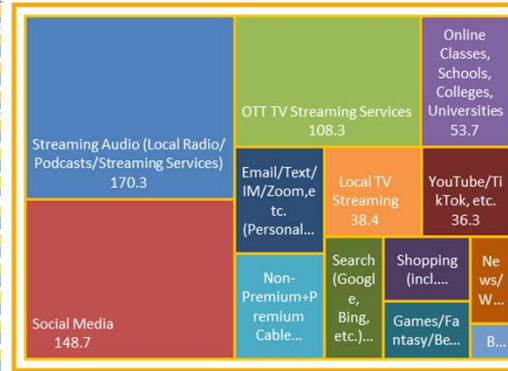 Streaming Audio (Local Radio/
Podcasts/Streaming Services)
170.3
Social Media
148.7
OTT TV Streaming Services
108.3
Online
Classes,
Schools,
Colleges,
Universities
53.7
Email/Text/
IM/Zoom,e
tc.
(Personal...
Local TV
Streaming
38.4
YouTube/Ti
kTok, etc.
36.3
Non-
Premium+P
remium
Cable...
Search
(Googl
e,
Bing,
etc.)...
Shopping
(incl....
Games/Fa
ntasy/Be...
Ne
ws/
W...
B...